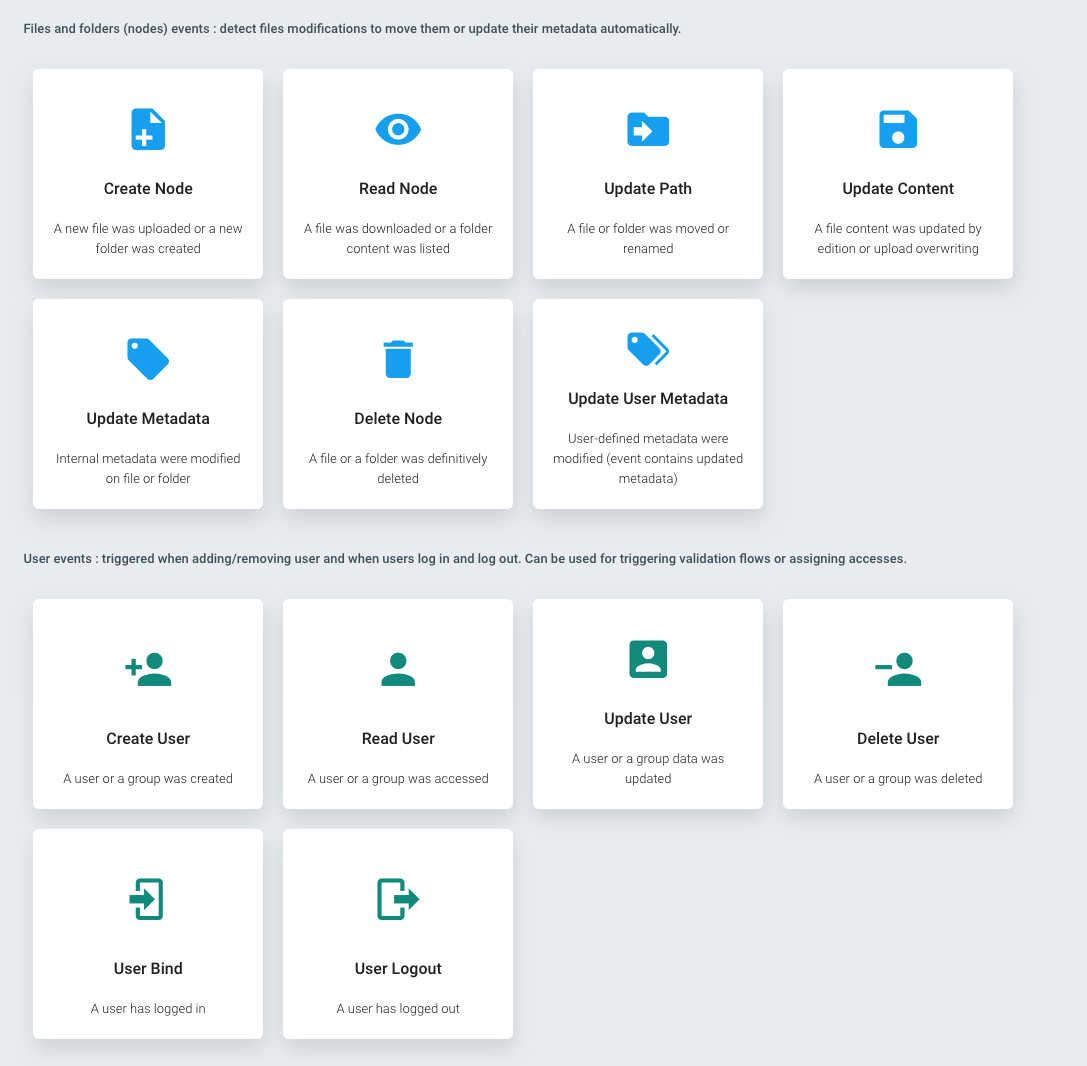 Files and folders (nodes) events : detect files modifications to move them or update their metadata automatically.
Create Node
A new file was uploaded or a new
folder was created
Read Node
A file was downloaded or a folder
content was listed
Update Path
A file or folder was moved or
renamed
Update Content
A file content was updated by
edition or upload overwriting
Update Metadata
Internal metadata were modified
on file or folder
Delete Node
A file or a folder was definitively
deleted
Update User Metadata
User-defined metadata were
modified (event contains updated
metadata)
User events : triggered when adding/removing user and when users log in and log out. Can be used for triggering validation flows or assigning accesses.
Create User
A user or a group was created
Read User
A user or a group was accessed
Update User
A user or a group data was
updated
Delete User
A user or a group was deleted
User Bind
A user has logged in
User Logout
A user has logged out